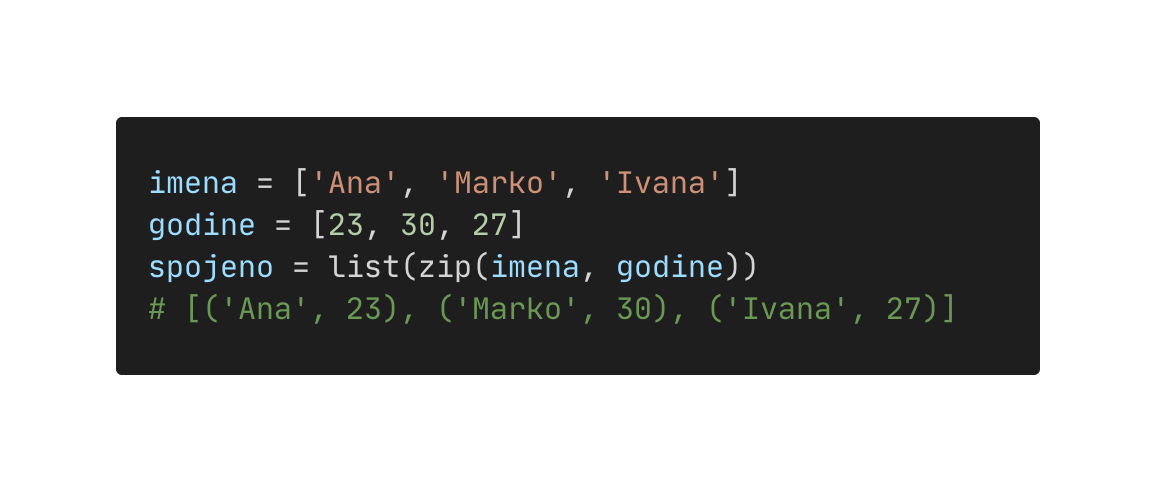 imena = ['Ana', 'Marko', 'Ivana']
godine = [23, 30, 27]
spojeno = list(zip(imena, godine))
# [('Ana', 23), ('Marko', 30), ('Ivana', 27)]